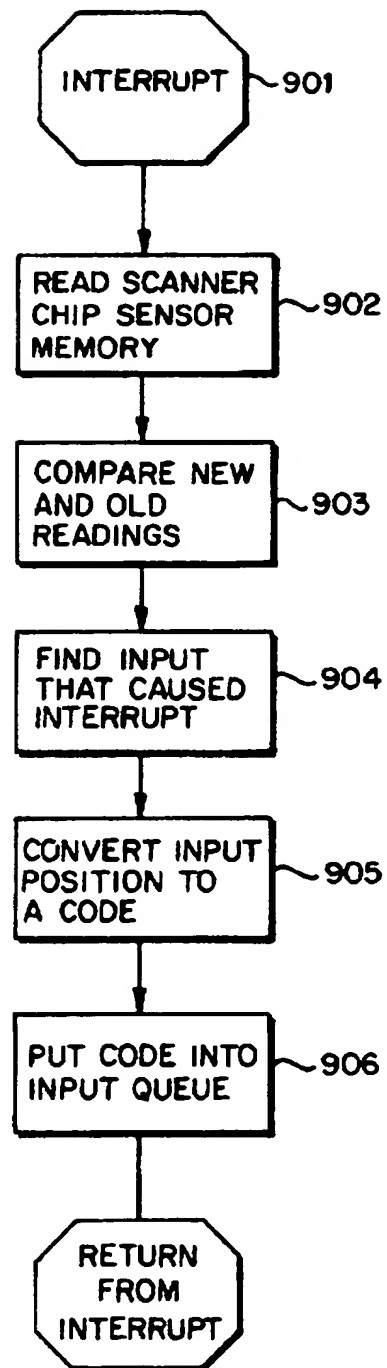 INTERRUPT
901
READ SCANNER
CHIP SENSOR
MEMORY
902
COMPARE NEW
AND OLD
READINGS
903
FIND INPUT
THAT CAUSED
INTERRUPT
904
CONVERT INPUT
POSITION TO
A CODE
905
PUT CODE INTO
INPUT QUEUE
906
RETURN
FROM
INTERRUPT